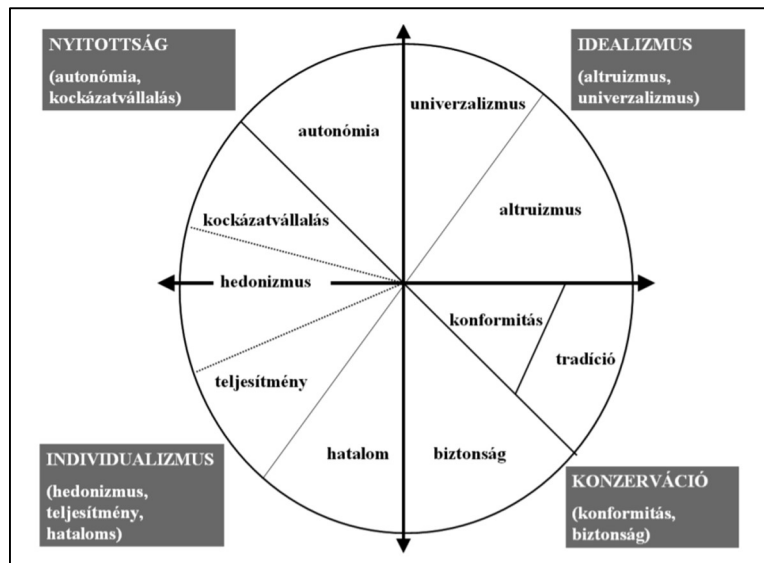 NYITOTTSÁG
(autonómia,
kockázatvállalás)
IDEALIZMUS
(altruizmus,
univerzalizmus)
univerzalizmus
autonómia
altruizmus
kockázatvállalás
hedonizmus
konformitás
tradíció
teljesítmény
hatalom
biztonság
INDIVIDUALIZMUS
(hedonizmus,
teljesítmény,
hataloms)
KONZERVÁCIÓ
(konformitás,
biztonság)